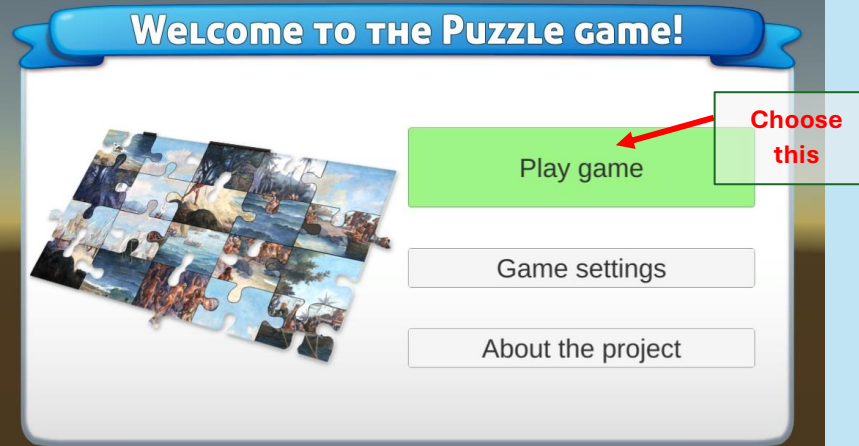 Welcome to the Puzzle game!
Choose
this
Play game
Game settings
About the project